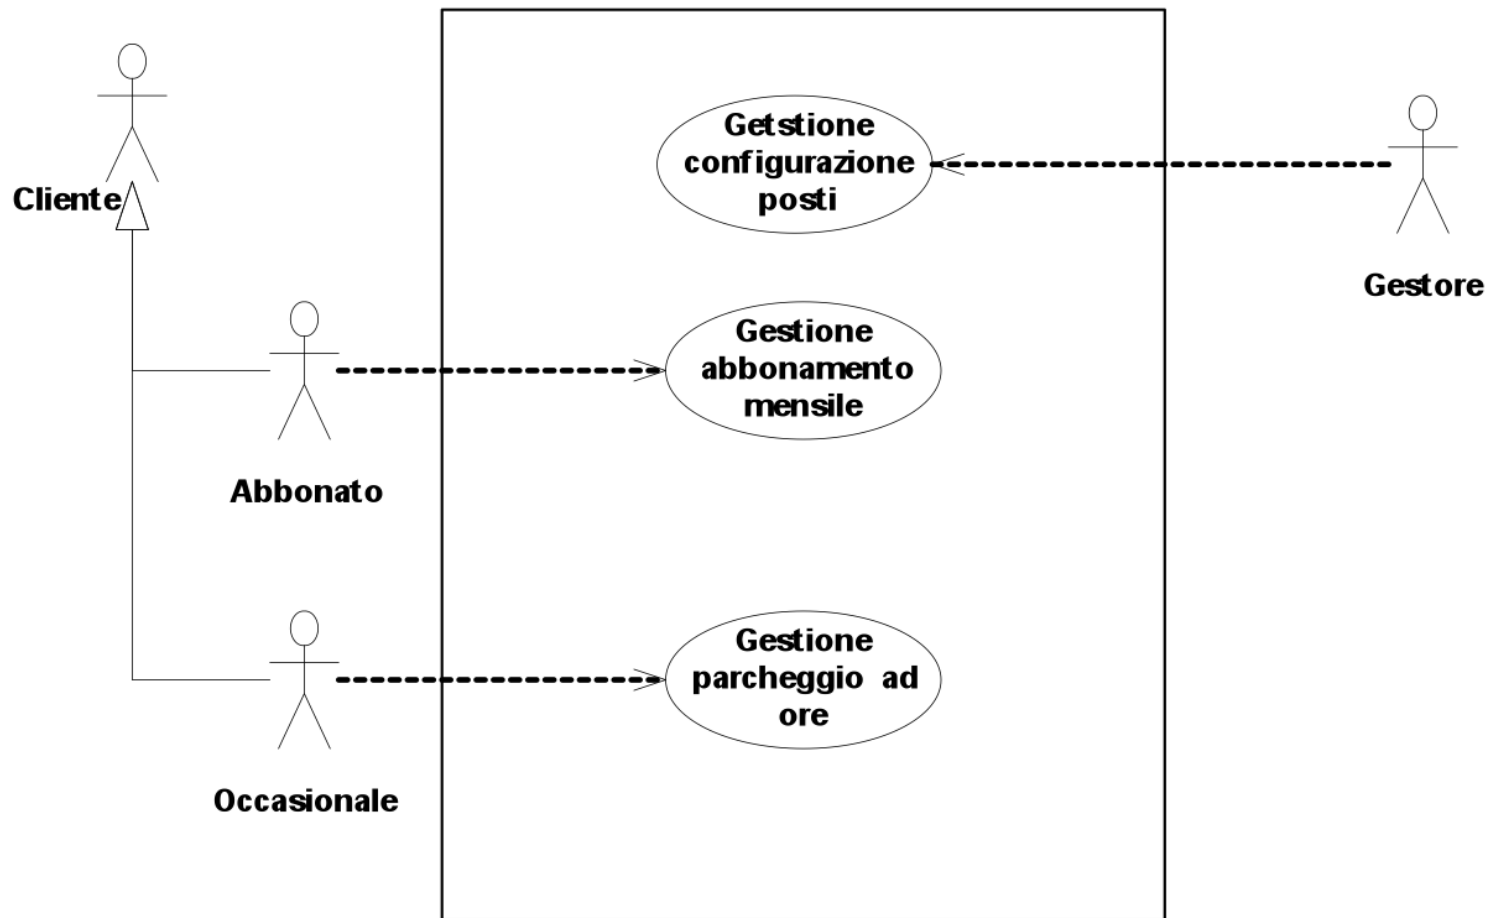 Cliente
Getstione
configurazione
posti
Gestore
Gestione
abbonamento
mensile
Abbonato
Gestione
parcheggio ad
ore
Occasionale